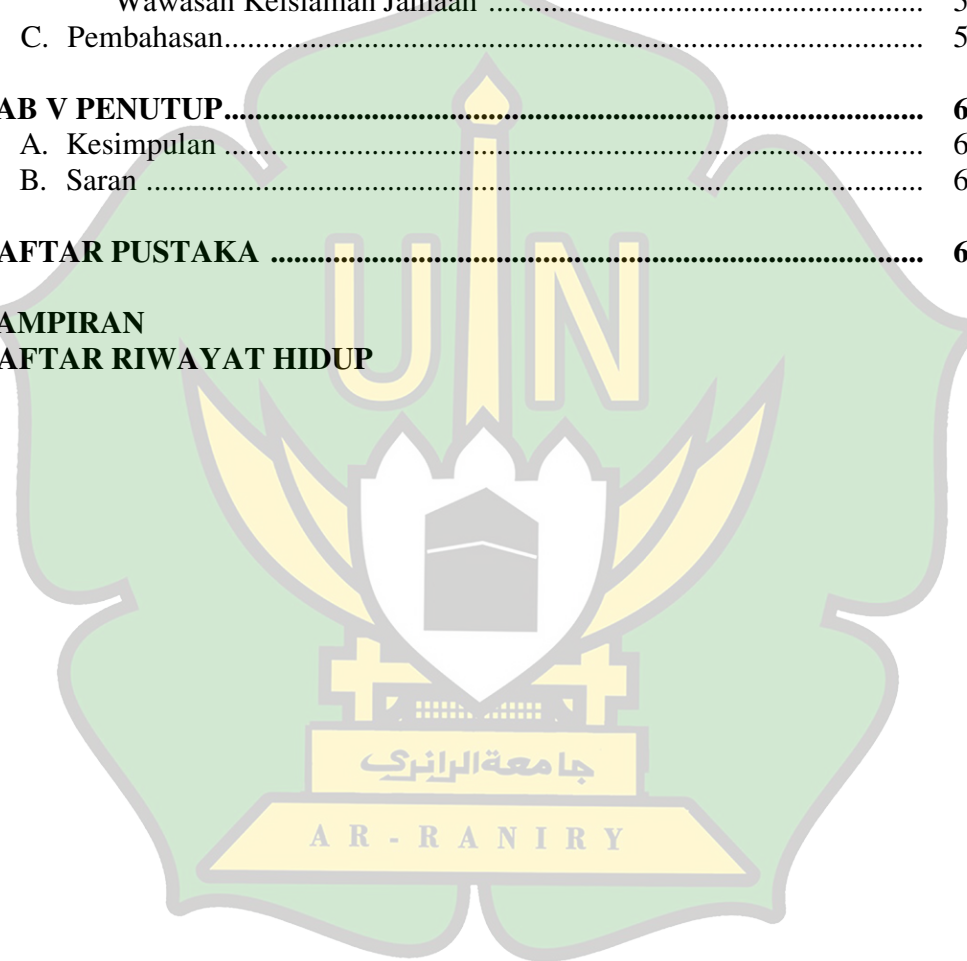 Wawasan Keislaman Jamaah ........................................................ 5
C. Pembahasan.......................................................................................... 5
AB V PENUTUP.......................................................................................... 6
A. Kesimpulan .......................................................................................... 6
B. Saran .................................................................................................... 6
AFTAR PUSTAKA .................................................................................... 6
AMPIRAN
AFTAR RIWAYAT HIDUP
UIN
جامعةالرانري
AR-RANIRY